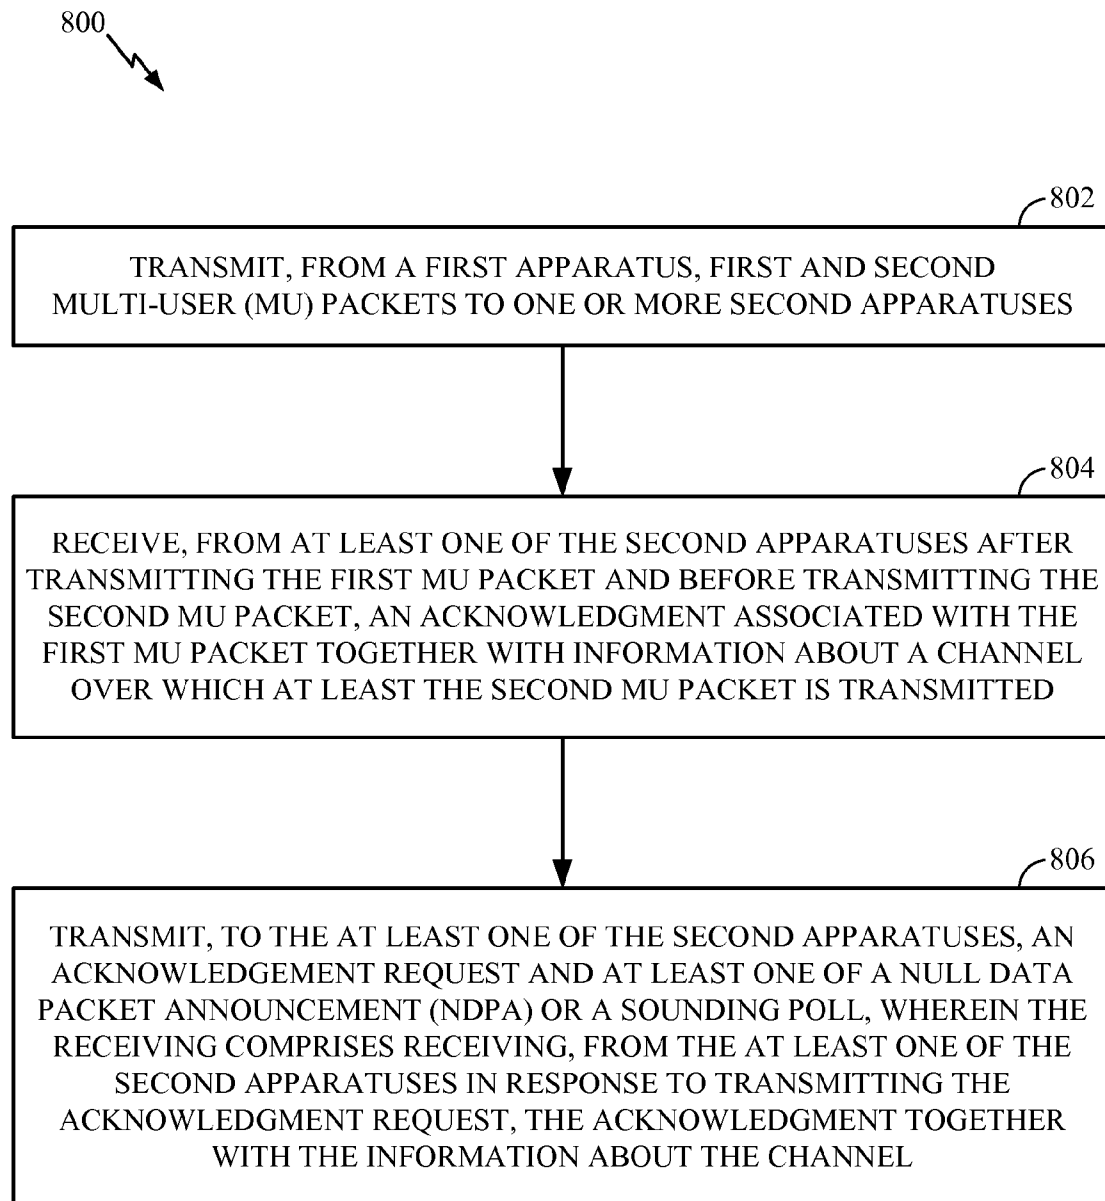 800
802
TRANSMIT, FROM A FIRST APPARATUS, FIRST AND SECOND
MULTI-USER (MU) PACKETS TO ONE OR MORE SECOND APPARATUSES
804
RECEIVE, FROM AT LEAST ONE OF THE SECOND APPARATUSES AFTER
TRANSMITTING THE FIRST MU PACKET AND BEFORE TRANSMITTING THE
SECOND MU PACKET, AN ACKNOWLEDGMENT ASSOCIATED WITH THE
FIRST MU PACKET TOGETHER WITH INFORMATION ABOUT A CHANNEL
OVER WHICH AT LEAST THE SECOND MU PACKET IS TRANSMITTED
806
TRANSMIT, TO THE AT LEAST ONE OF THE SECOND APPARATUSES, AN
ACKNOWLEDGEMENT REQUEST AND AT LEAST ONE OF A NULL DATA
PACKET ANNOUNCEMENT (NDPA) OR A SOUNDING POLL, WHEREIN THE
RECEIVING COMPRISES RECEIVING, FROM THE AT LEAST ONE OF THE
SECOND APPARATUSES IN RESPONSE TO TRANSMITTING THE
ACKNOWLEDGMENT REQUEST, THE ACKNOWLEDGMENT TOGETHER
WITH THE INFORMATION ABOUT THE CHANNEL